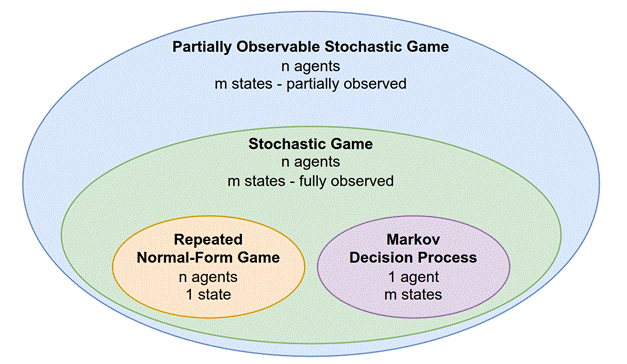 Partially Observable Stochastic Game
n agents
m states - partially observed
Stochastic Game
n agents
m states - fully observed
Repeated
Normal-Form Game
n agents
1 state
Markov
Decision Process
1 agent
m states